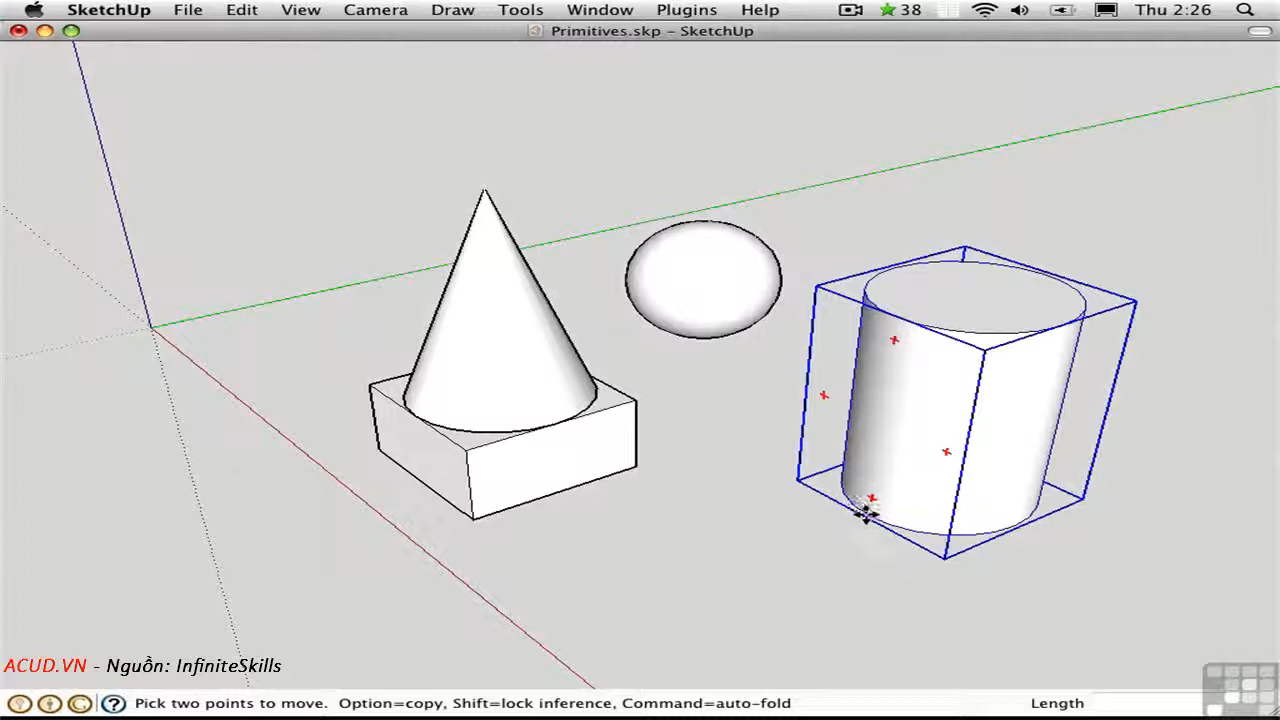 SketchUp File Edit View Camera Draw Tools Window Plugins Help 38 Thu 2:26
Primitives.skp – SketchUp
ACUD.VN - Nguồn: InfiniteSkills
? Pick two points to move. Option=copy, Shift=lock inference, Command=auto-fold Length